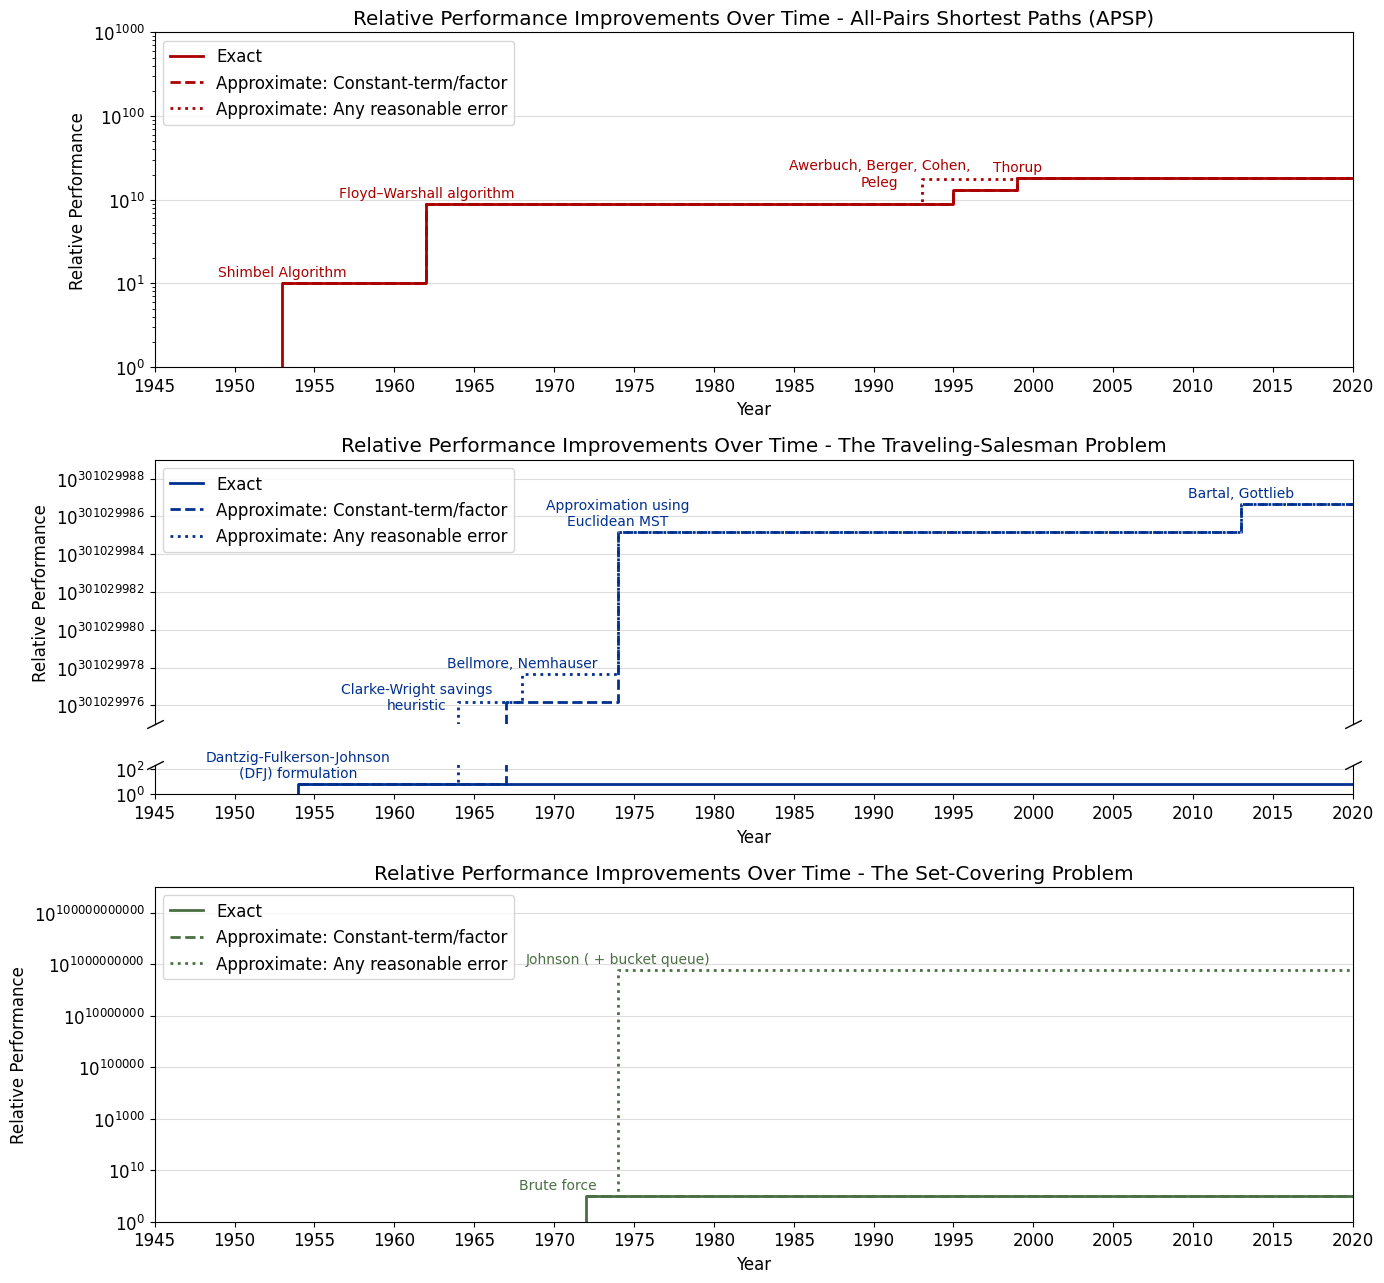 Relative Performance Improvements Over Time - All-Pairs Shortest Paths (APSP)
Relative Performance
10^1000
10^100
10^10
10^1
10^0
Exact
Approximate: Constant-term/factor
Approximate: Any reasonable error
Shimbel Algorithm
Floyd–Warshall algorithm
Awerbuch, Berger, Cohen,
Peleg
Thorup
1945 1950 1955 1960 1965 1970 1975 1980 1985 1990 1995 2000 2005 2010 2015 2020
Year
Relative Performance Improvements Over Time - The Traveling-Salesman Problem
Relative Performance
10^301029988
10^301029986
10^301029984
10^301029982
10^301029980
10^301029978
10^301029976
10^2
10^0
Exact
Approximate: Constant-term/factor
Approximate: Any reasonable error
Approximation using
Euclidean MST
Bartal, Gottlieb
Bellmore, Nemhauser
Clarke-Wright savings
heuristic
Dantzig-Fulkerson-Johnson
(DFJ) formulation
1945 1950 1955 1960 1965 1970 1975 1980 1985 1990 1995 2000 2005 2010 2015 2020
Year
Relative Performance Improvements Over Time - The Set-Covering Problem
Relative Performance
10^100000000000
10^1000000000
10^10000000
10^100000
10^1000
10^10
10^0
Exact
Approximate: Constant-term/factor
Approximate: Any reasonable error
Johnson ( + bucket queue)
Brute force
1945 1950 1955 1960 1965 1970 1975 1980 1985 1990 1995 2000 2005 2010 2015 2020
Year